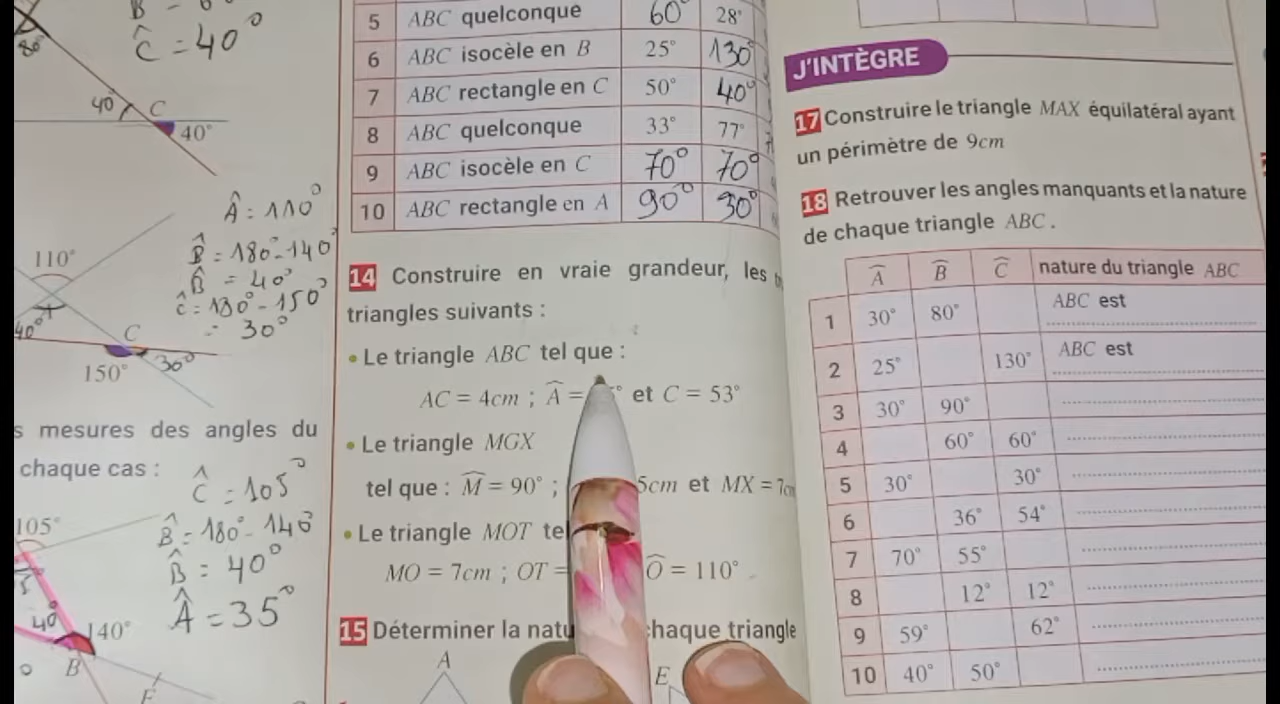 80°
Ĉ = 40°
40°
C
40°
Â = 110°
110°
B̂ = 180° - 140°
B̂ = 40°
Ĉ = 180° - 150°
= 30°
40°
C
150°
30°
s mesures des angles du
chaque cas :
Ĉ = 105°
105°
B̂ = 180° - 140°
B̂ = 40°
Â = 35°
40°
140°
B
F
5 ABC quelconque 60° 28°
6 ABC isocèle en B 25° 130°
7 ABC rectangle en C 50° 40°
8 ABC quelconque 33° 77°
9 ABC isocèle en C 70° 70°
10 ABC rectangle en A 90°
14 Construire en vraie grandeur, les
triangles suivants :
• Le triangle ABC tel que :
AC = 4cm ; Â = ° et C = 53°
• Le triangle MGX
tel que : M̂ = 90° ; 5cm et MX = 7cm
• Le triangle MOT
MO = 7cm ; OT = Ô = 110°
15 Déterminer la chaque triangle
A
E
J'INTÈGRE
17 Construire le triangle MAX équilatéral ayant
un périmètre de 9cm
18 Retrouver les angles manquants et la nature
de chaque triangle ABC.
Â B̂ Ĉ nature du triangle ABC
1 30° 80° ABC est
2 25° 130° ABC est
3 30° 90°
4 60° 60°
5 30° 30°
6 36° 54°
7 70° 55°
8 12° 12°
9 59° 62°
10 40° 50°